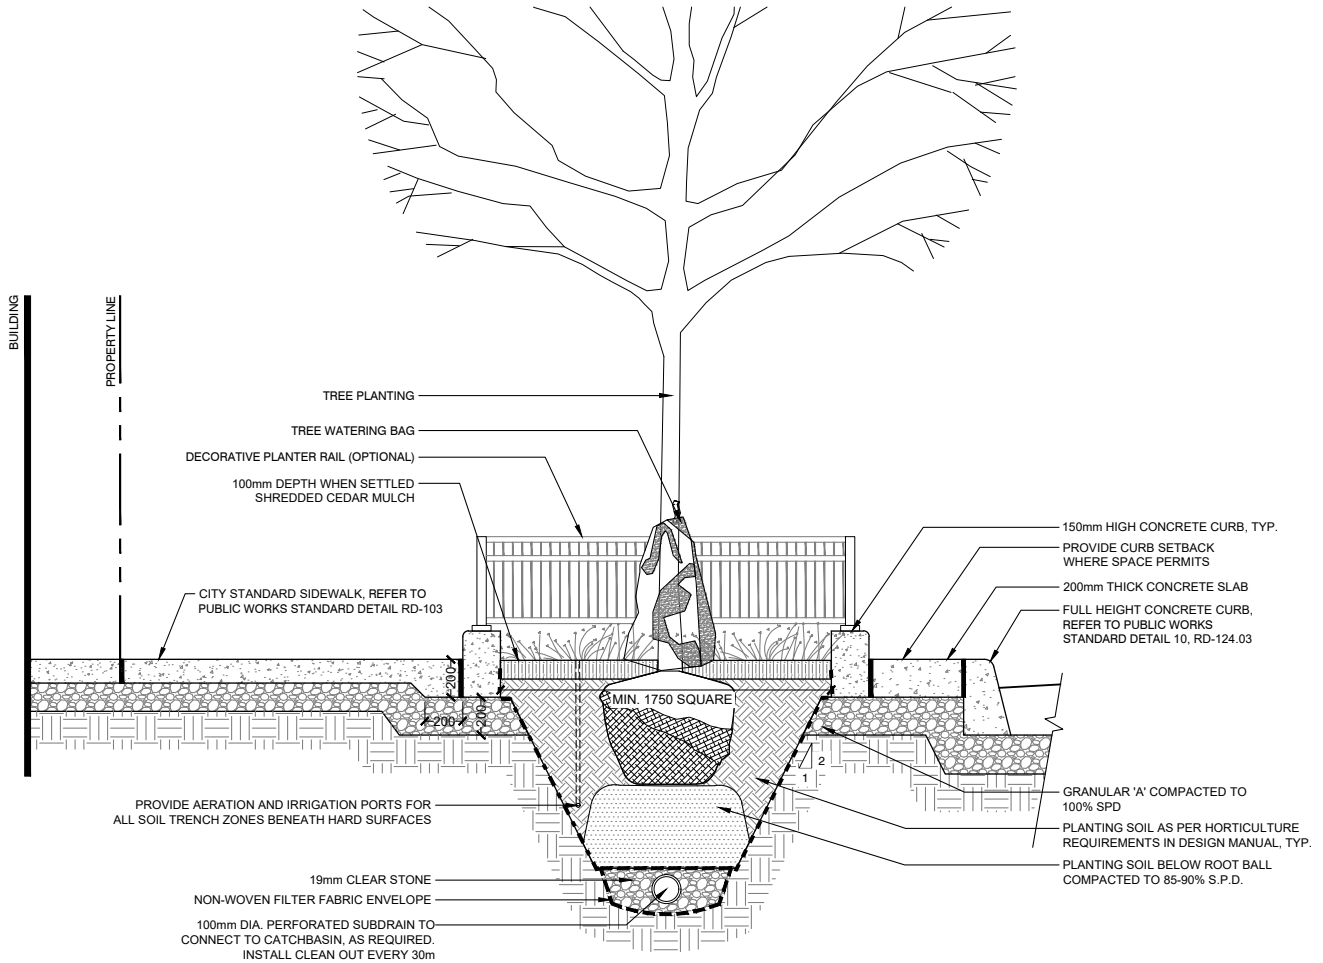 BUILDING
PROPERTY LINE
TREE PLANTING
TREE WATERING BAG
DECORATIVE PLANTER RAIL (OPTIONAL)
100mm DEPTH WHEN SETTLED
SHREDDED CEDAR MULCH
CITY STANDARD SIDEWALK, REFER TO
PUBLIC WORKS STANDARD DETAIL RD-103
150mm HIGH CONCRETE CURB, TYP.
PROVIDE CURB SETBACK
WHERE SPACE PERMITS
200mm THICK CONCRETE SLAB
FULL HEIGHT CONCRETE CURB,
REFER TO PUBLIC WORKS
STANDARD DETAIL 10, RD-124.03
200
200
200
MIN. 1750 SQUARE
2
1
PROVIDE AERATION AND IRRIGATION PORTS FOR
ALL SOIL TRENCH ZONES BENEATH HARD SURFACES
GRANULAR 'A' COMPACTED TO
100% SPD
PLANTING SOIL AS PER HORTICULTURE
REQUIREMENTS IN DESIGN MANUAL, TYP.
PLANTING SOIL BELOW ROOT BALL
COMPACTED TO 85-90% S.P.D.
19mm CLEAR STONE
NON-WOVEN FILTER FABRIC ENVELOPE
100mm DIA. PERFORATED SUBDRAIN TO
CONNECT TO CATCHBASIN, AS REQUIRED.
INSTALL CLEAN OUT EVERY 30m